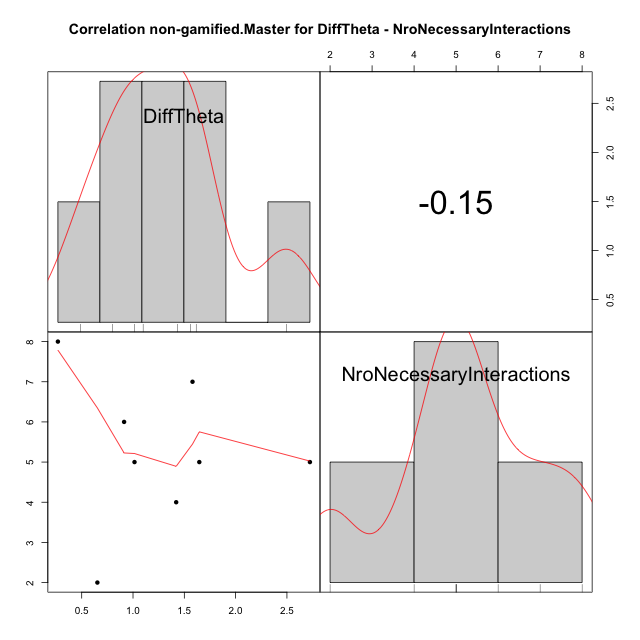 Correlation non-gamified.Master for DiffTheta - NroNecessaryInteractions
2 3 4 5 6 7 8
DiffTheta
-0.15
2.5
2.0
1.5
1.0
0.5
8
7
6
5
4
3
2
NroNecessaryInteractions
0.5 1.0 1.5 2.0 2.5